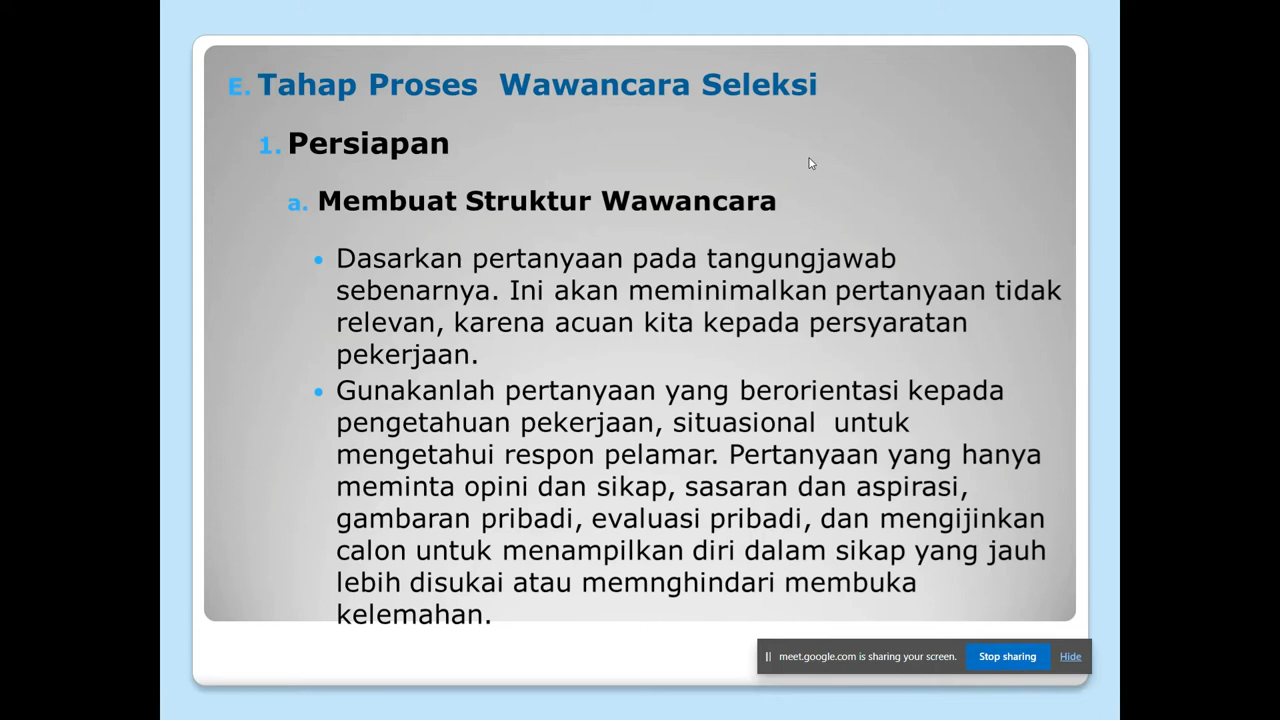 E. Tahap Proses  Wawancara Seleksi
1. Persiapan
a. Membuat Struktur Wawancara
• Dasarkan pertanyaan pada tangungjawab
sebenarnya. Ini akan meminimalkan pertanyaan tidak
relevan, karena acuan kita kepada persyaratan
pekerjaan.
• Gunakanlah pertanyaan yang berorientasi kepada
pengetahuan pekerjaan, situasional  untuk
mengetahui respon pelamar. Pertanyaan yang hanya
meminta opini dan sikap, sasaran dan aspirasi,
gambaran pribadi, evaluasi pribadi, dan mengijinkan
calon untuk menampilkan diri dalam sikap yang jauh
lebih disukai atau memnghindari membuka
kelemahan.
meet.google.com is sharing your screen. Stop sharing Hide